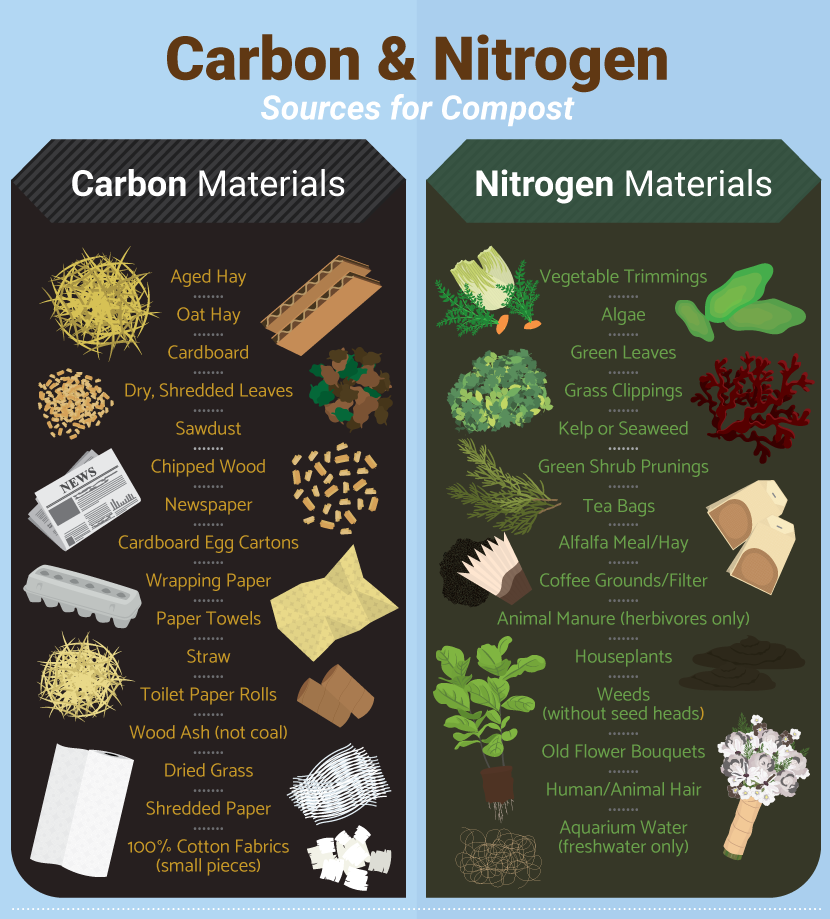 Carbon & Nitrogen
Sources for Compost
Carbon Materials
Aged Hay
Oat Hay
Cardboard
Dry, Shredded Leaves
Sawdust
Chipped Wood
Newspaper
Cardboard Egg Cartons
Wrapping Paper
Paper Towels
Straw
Toilet Paper Rolls
Wood Ash (not coal)
Dried Grass
Shredded Paper
100% Cotton Fabrics
(small pieces)
NEWS
Nitrogen Materials
Vegetable Trimmings
Algae
Green Leaves
Grass Clippings
Kelp or Seaweed
Green Shrub Prunings
Tea Bags
Alfalfa Meal/Hay
Coffee Grounds/Filter
Animal Manure (herbivores only)
Houseplants
Weeds
(without seed heads)
Old Flower Bouquets
Human/Animal Hair
Aquarium Water
(freshwater only)